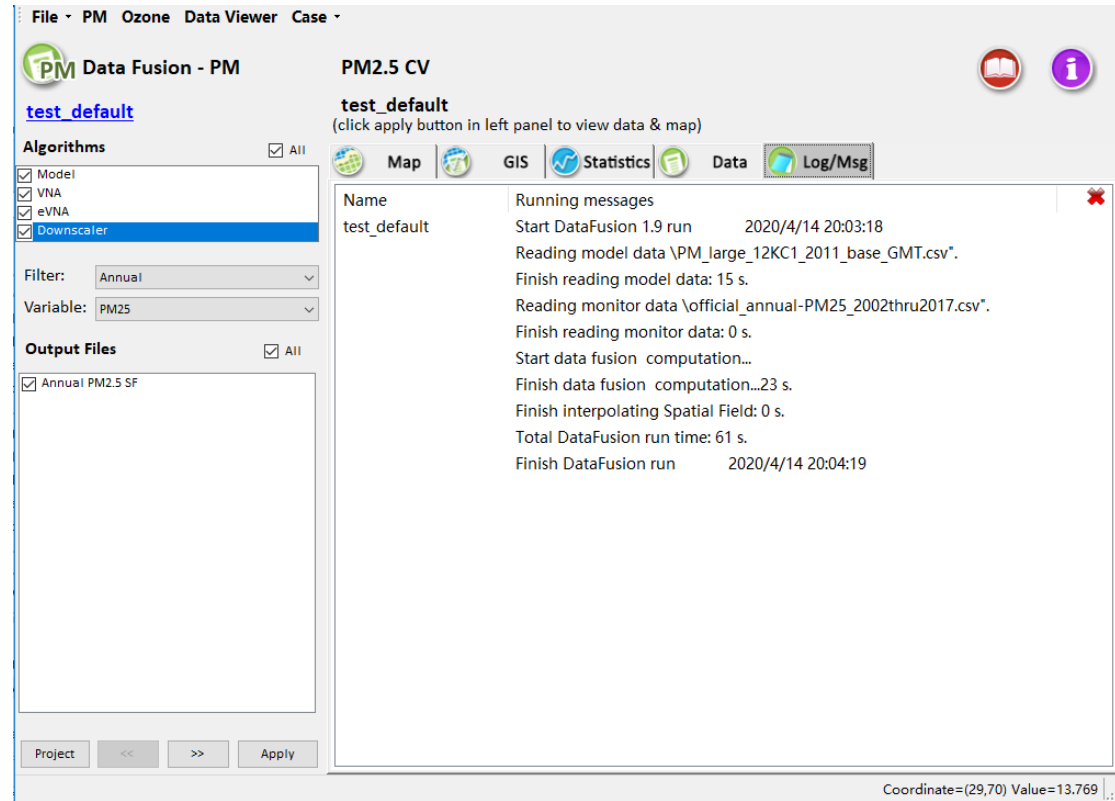 File PM Ozone Data Viewer Case
PM Data Fusion - PM
PM2.5 CV
test_default
test_default
(click apply button in left panel to view data & map)
Algorithms
All
Map GIS Statistics Data Log/Msg
Model
VNA
eVNA
Downscaler
Filter: Annual
Variable: PM25
Output Files
All
Annual PM2.5 SF
Name Running messages
test_default Start DataFusion 1.9 run 2020/4/14 20:03:18
Reading model data \PM_large_12KC1_2011_base_GMT.csv".
Finish reading model data: 15 s.
Reading monitor data \official_annual-PM25_2002thru2017.csv".
Finish reading monitor data: 0 s.
Start data fusion computation...
Finish data fusion computation...23 s.
Finish interpolating Spatial Field: 0 s.
Total DataFusion run time: 61 s.
Finish DataFusion run 2020/4/14 20:04:19
Project << >> Apply
Coordinate=(29,70) Value=13.769